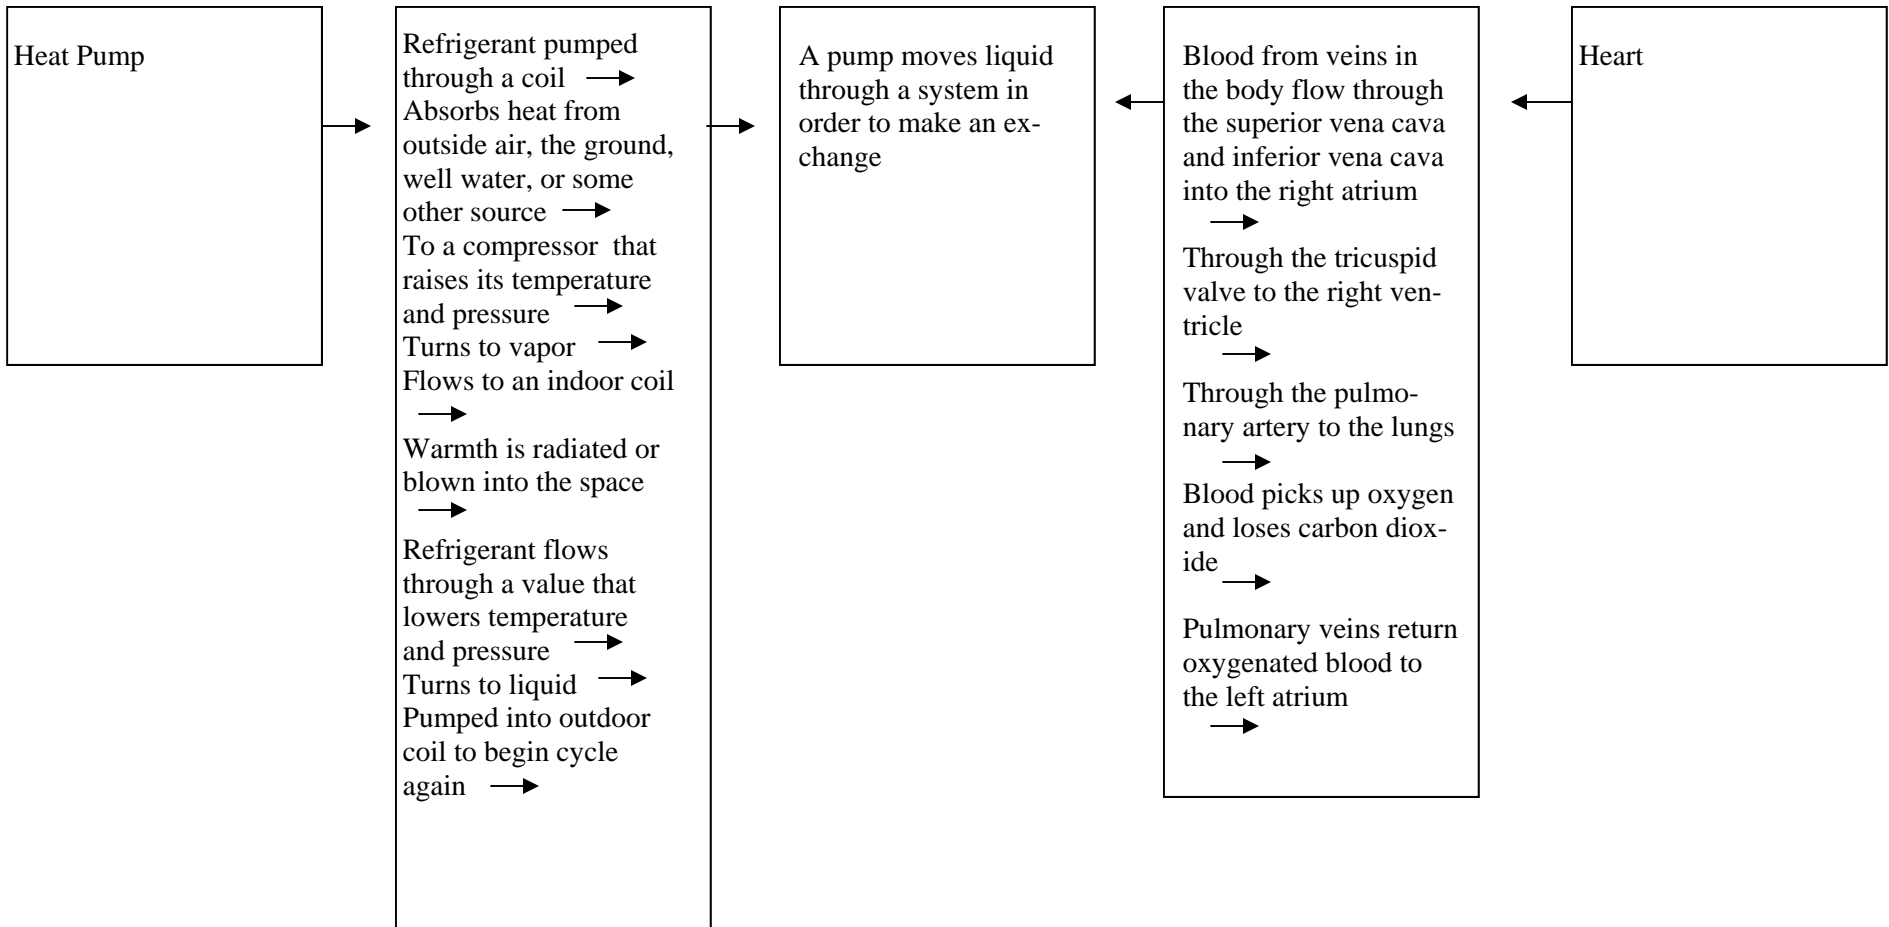 Heat Pump
Refrigerant pumped
through a coil
Absorbs heat from
outside air, the ground,
well water, or some
other source
To a compressor that
raises its temperature
and pressure
Turns to vapor
Flows to an indoor coil
Warmth is radiated or
blown into the space
Refrigerant flows
through a value that
lowers temperature
and pressure
Turns to liquid
Pumped into outdoor
coil to begin cycle
again
A pump moves liquid
through a system in
order to make an ex-
change
Blood from veins in
the body flow through
the superior vena cava
and inferior vena cava
into the right atrium
Through the tricuspid
valve to the right ven-
tricle
Through the pulmo-
nary artery to the lungs
Blood picks up oxygen
and loses carbon diox-
ide
Pulmonary veins return
oxygenated blood to
the left atrium
Heart